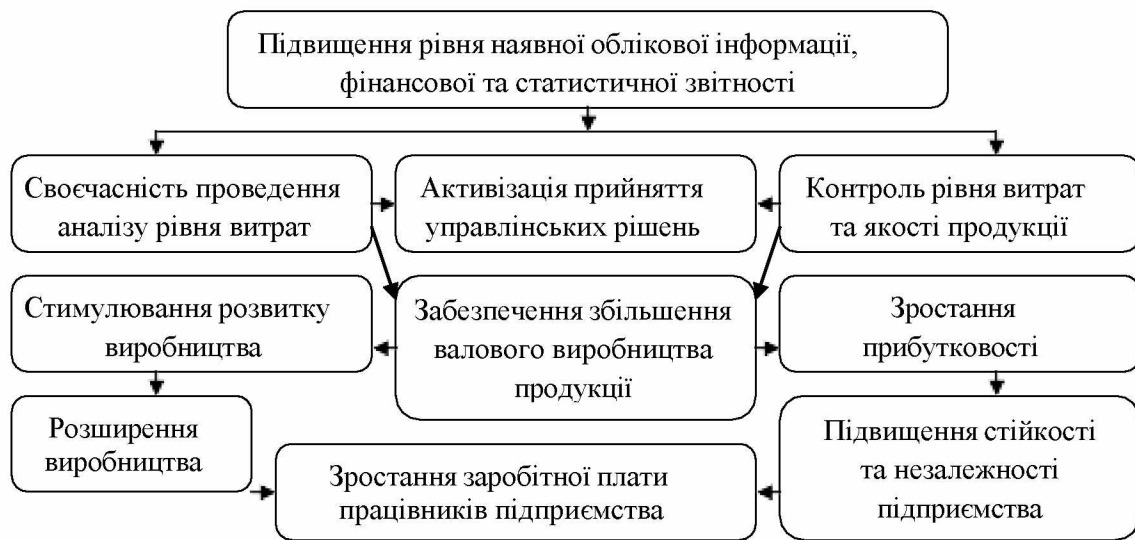 Підвищення рівня наявної облікової інформації,
фінансової та статистичної звітності
Своєчасність проведення
аналізу рівня витрат
Активізація прийняття
управлінських рішень
Контроль рівня витрат
та якості продукції
Стимулювання розвитку
виробництва
Забезпечення збільшення
валового виробництва
продукції
Зростання
прибутковості
Розширення
виробництва
Зростання заробітної плати
працівників підприємства
Підвищення стійкості
та незалежності
підприємства